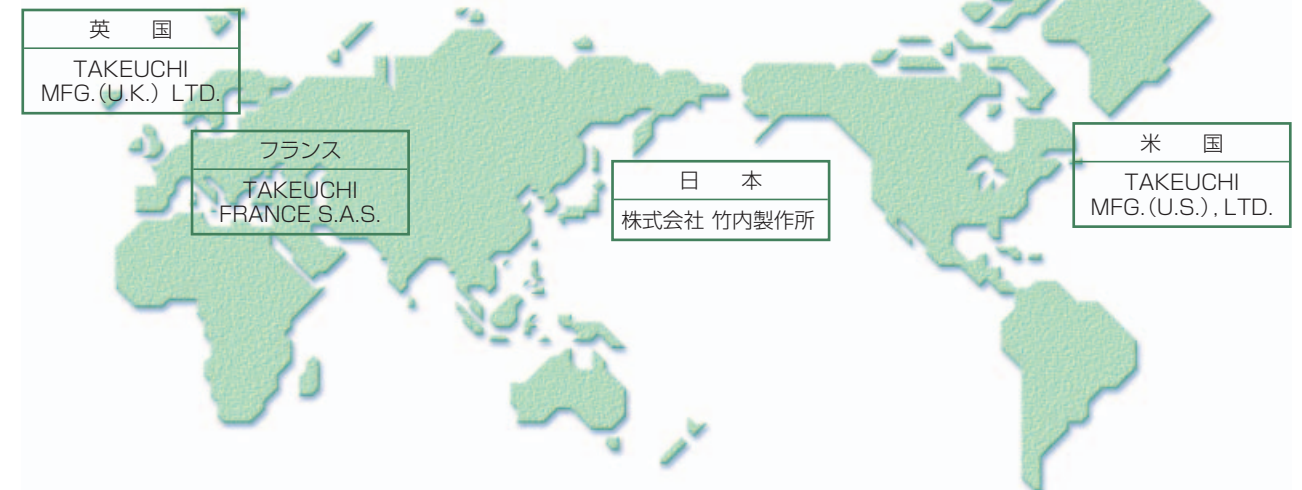 英　国
TAKEUCHI
MFG.(U.K.) LTD.
フランス
TAKEUCHI
FRANCE S.A.S.
日　本
株式会社 竹内製作所
米　国
TAKEUCHI
MFG.(U.S.), LTD.